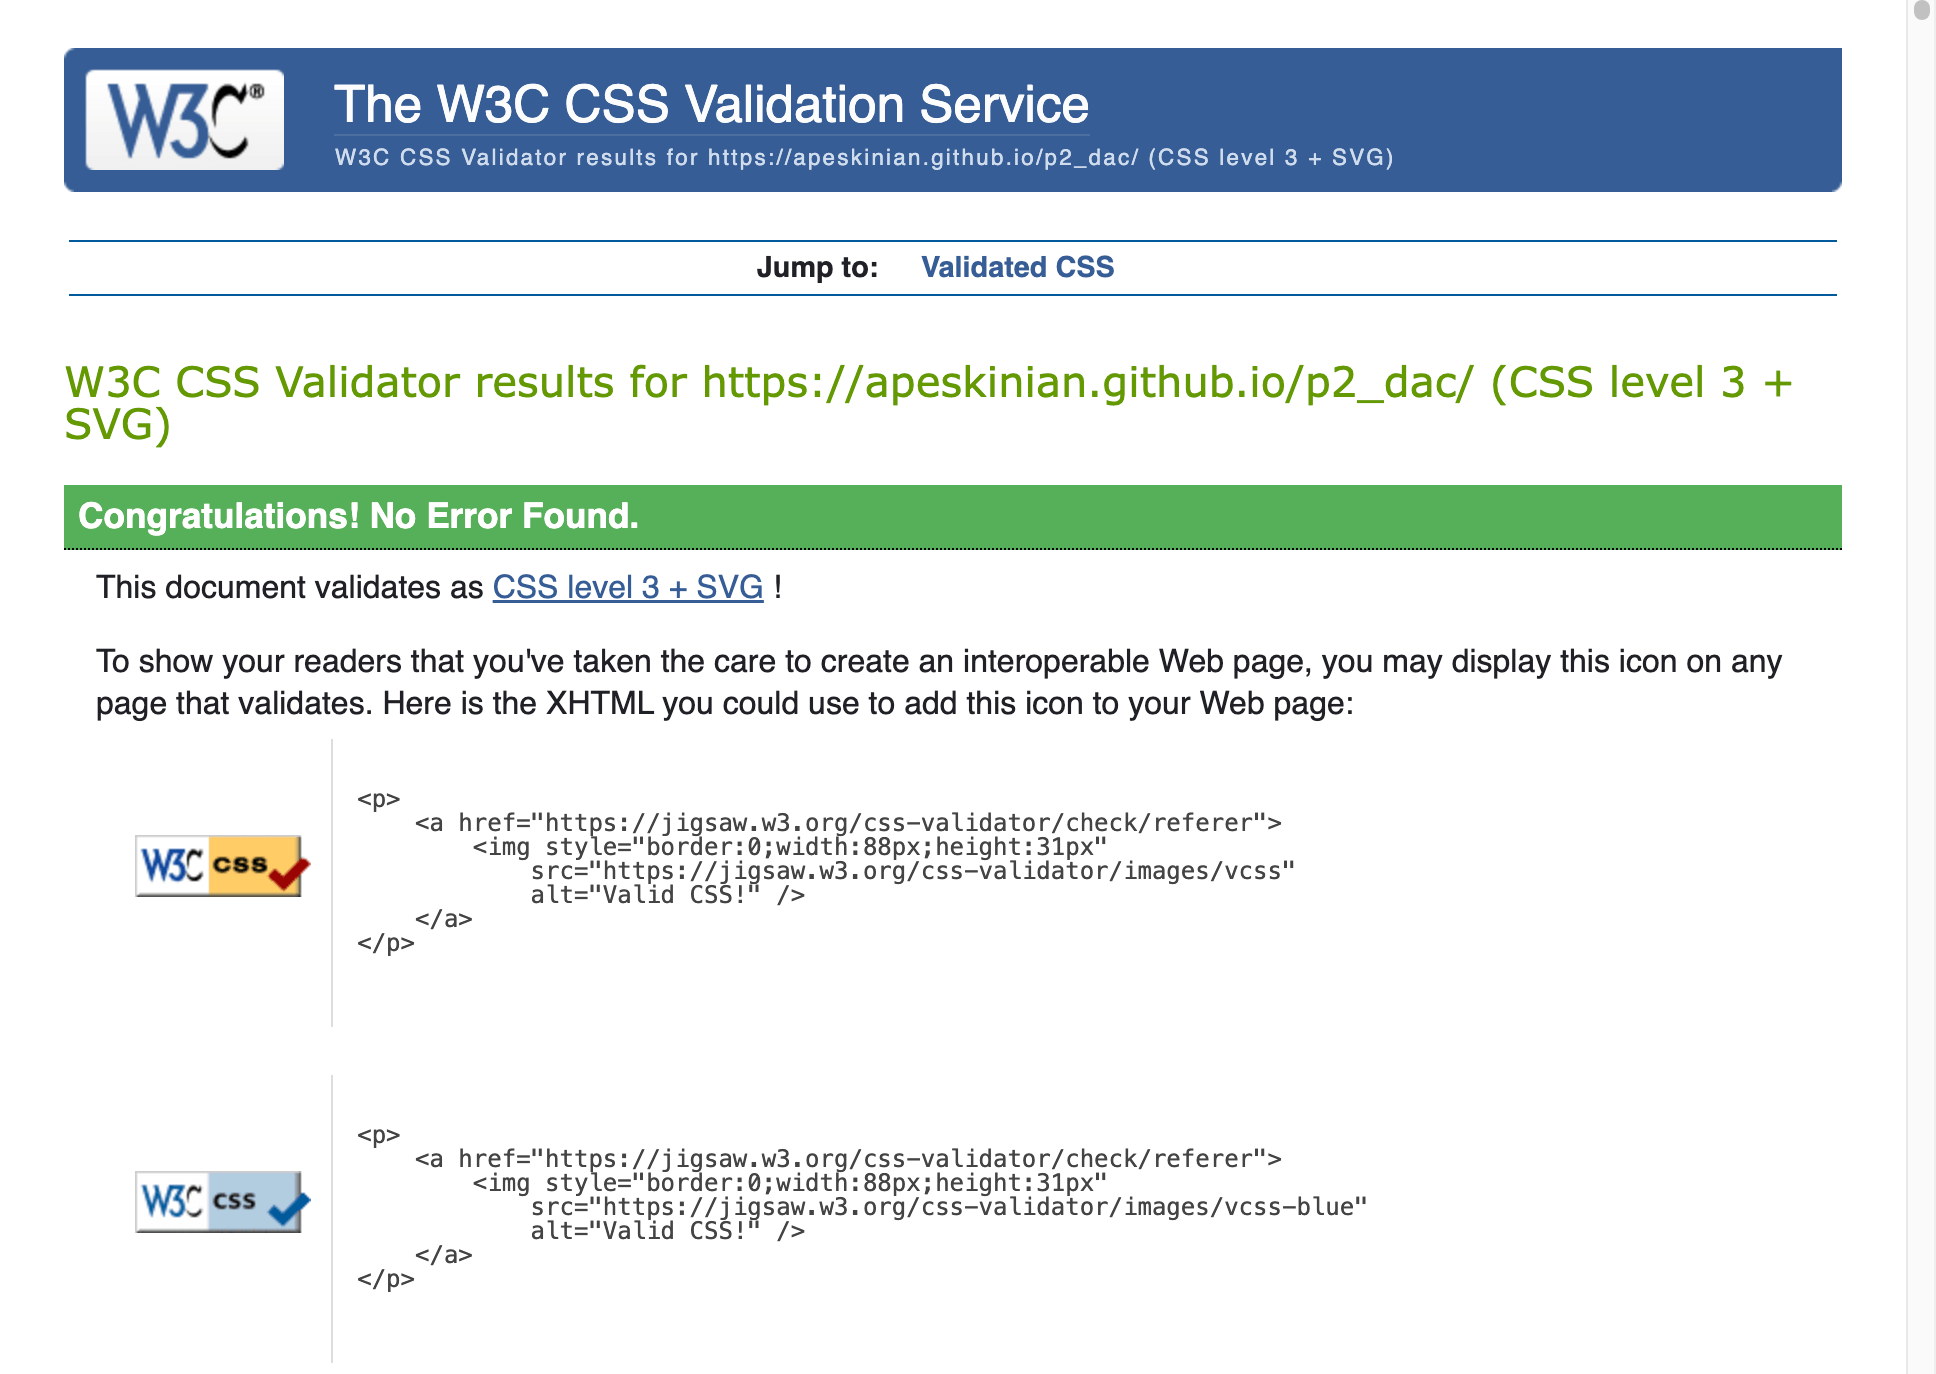 W3C®
The W3C CSS Validation Service
W3C CSS Validator results for https://apeskinian.github.io/p2_dac/ (CSS level 3 + SVG)
Jump to: Validated CSS
W3C CSS Validator results for https://apeskinian.github.io/p2_dac/ (CSS level 3 +
SVG)
Congratulations! No Error Found.
This document validates as CSS level 3 + SVG !
To show your readers that you've taken the care to create an interoperable Web page, you may display this icon on any
page that validates. Here is the XHTML you could use to add this icon to your Web page:
W3C css
<p>
    <a href="https://jigsaw.w3.org/css-validator/check/referer">
        <img style="border:0;width:88px;height:31px"
            src="https://jigsaw.w3.org/css-validator/images/vcss"
            alt="Valid CSS!" />
    </a>
</p>
W3C css
<p>
    <a href="https://jigsaw.w3.org/css-validator/check/referer">
        <img style="border:0;width:88px;height:31px"
            src="https://jigsaw.w3.org/css-validator/images/vcss-blue"
            alt="Valid CSS!" />
    </a>
</p>